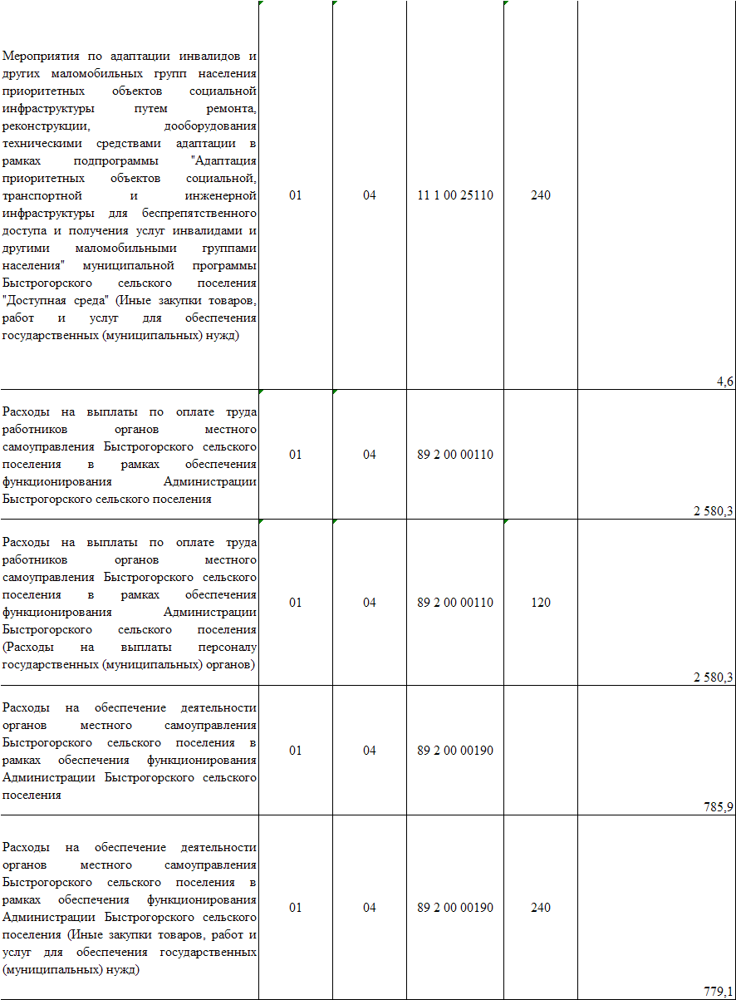 Мероприятия по адаптации инвалидов и
других маломобильных групп населения
приоритетных объектов социальной
инфраструктуры путем ремонта,
реконструкции, дооборудования
техническими средствами адаптации в
рамках подпрограммы "Адаптация
приоритетных объектов социальной,
транспортной и инженерной
инфраструктуры для беспрепятственного
доступа и получения услуг инвалидами и
другими маломобильными группами
населения" муниципальной программы
Быстрогорского сельского поселения
"Доступная среда" (Иные закупки товаров,
работ и услуг для обеспечения
государственных (муниципальных) нужд)
01 04 11 1 00 25110 240
4,6
Расходы на выплаты по оплате труда
работников органов местного
самоуправления Быстрогорского сельского
поселения в рамках обеспечения
функционирования Администрации
Быстрогорского сельского поселения
01 04 89 2 00 00110
2 580,3
Расходы на выплаты по оплате труда
работников органов местного
самоуправления Быстрогорского сельского
поселения в рамках обеспечения
функционирования Администрации
Быстрогорского сельского поселения
(Расходы на выплаты персоналу
государственных (муниципальных) органов)
01 04 89 2 00 00110 120
2 580,3
Расходы на обеспечение деятельности
органов местного самоуправления
Быстрогорского сельского поселения в
рамках обеспечения функционирования
Администрации Быстрогорского сельского
поселения
01 04 89 2 00 00190
785,9
Расходы на обеспечение деятельности
органов местного самоуправления
Быстрогорского сельского поселения в
рамках обеспечения функционирования
Администрации Быстрогорского сельского
поселения (Иные закупки товаров, работ и
услуг для обеспечения государственных
(муниципальных) нужд)
01 04 89 2 00 00190 240
779,1